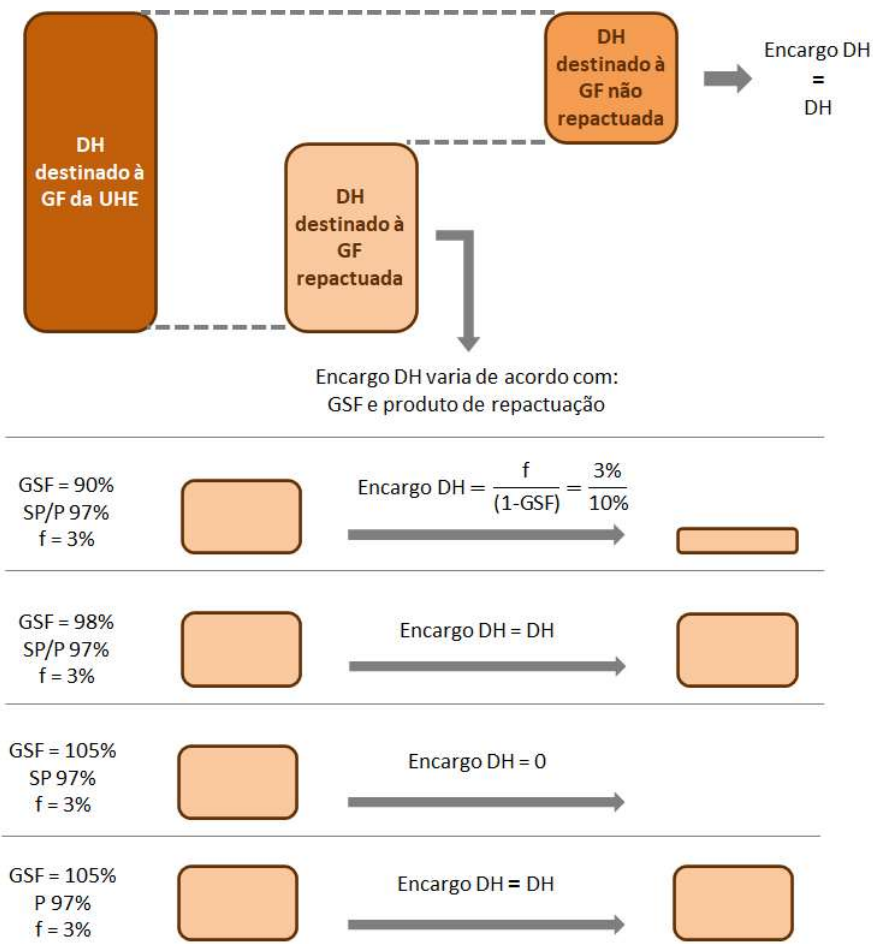 DH
destinado à
GF da UHE
DH
destinado à
GF
repactuada
DH
destinado à
GF não
repactuada
Encargo DH
=
DH
Encargo DH varia de acordo com:
GSF e produto de repactuação
GSF = 90%
SP/P 97%
f = 3%
Encargo DH = f/(1-GSF) = 3%/10%
GSF = 98%
SP/P 97%
f = 3%
Encargo DH = DH
GSF = 105%
SP 97%
f = 3%
Encargo DH = 0
GSF = 105%
P 97%
f = 3%
Encargo DH = DH